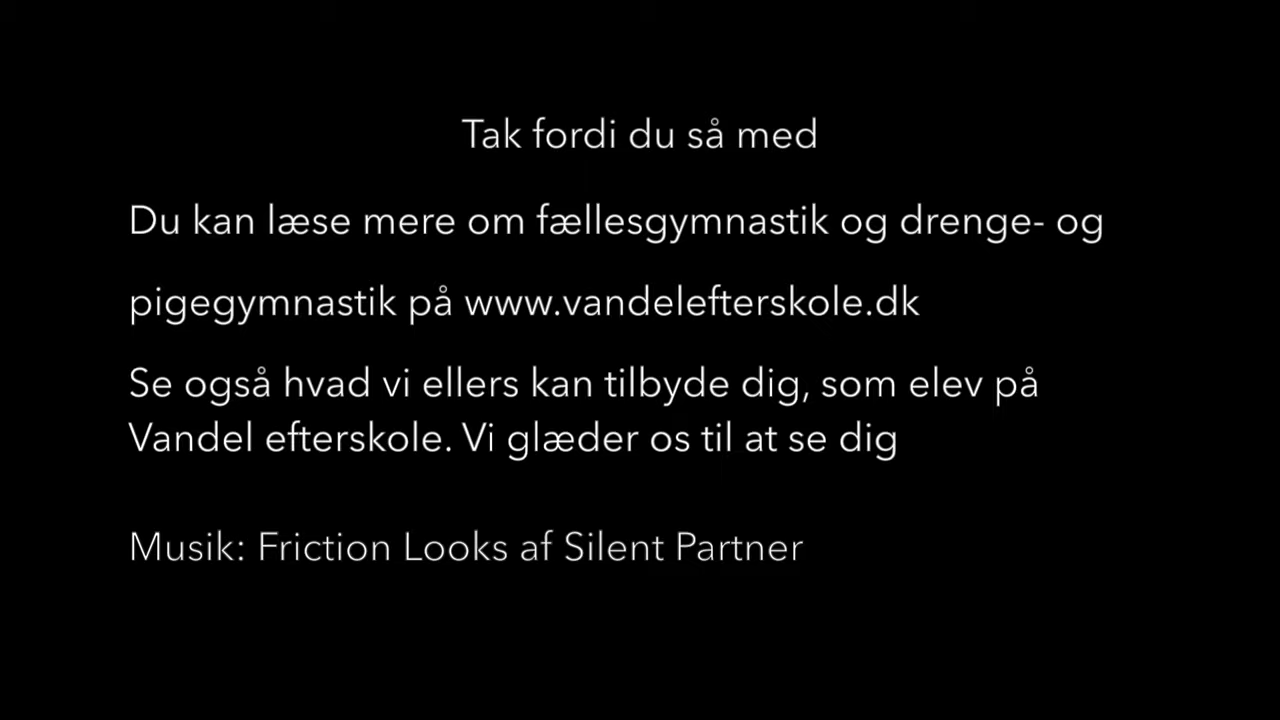 Tak fordi du så med
Du kan læse mere om fællesgymnastik og drenge- og
pigegymnastik på www.vandelefterskole.dk
Se også hvad vi ellers kan tilbyde dig, som elev på
Vandel efterskole. Vi glæder os til at se dig
Musik: Friction Looks af Silent Partner